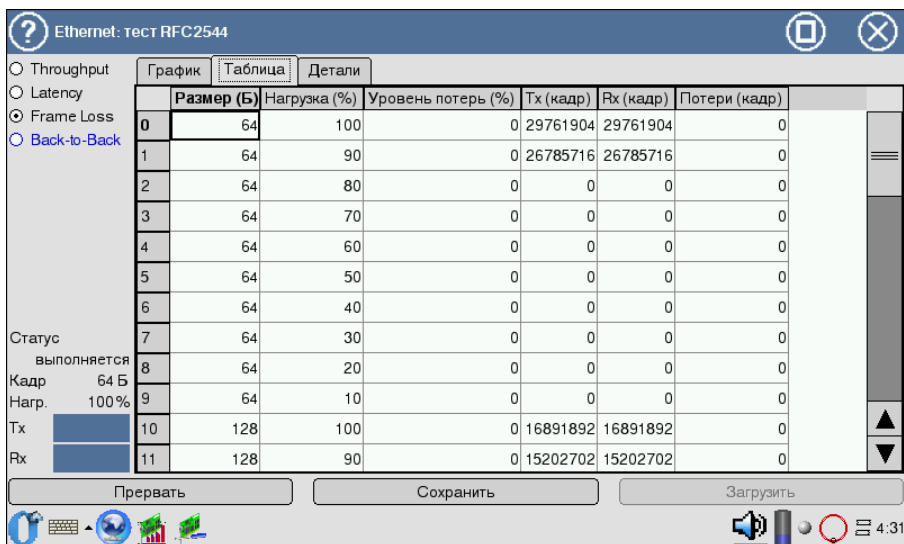 Ethernet: тест RFC2544
Throughput
Latency
Frame Loss
Back-to-Back
График Таблица Детали
Размер (Б) Нагрузка (%) Уровень потерь (%) Tx (кадр) Rx (кадр) Потери (кадр)
0 64 100 0 29761904 29761904 0
1 64 90 0 26785716 26785716 0
2 64 80 0 0 0 0
3 64 70 0 0 0 0
4 64 60 0 0 0 0
5 64 50 0 0 0 0
6 64 40 0 0 0 0
7 64 30 0 0 0 0
8 64 20 0 0 0 0
9 64 10 0 0 0 0
10 128 100 0 16891892 16891892 0
11 128 90 0 15202702 15202702 0
Статус
выполняется
Кадр 64 Б
Нагр. 100%
Tx
Rx
Прервать Сохранить Загрузить
4:31